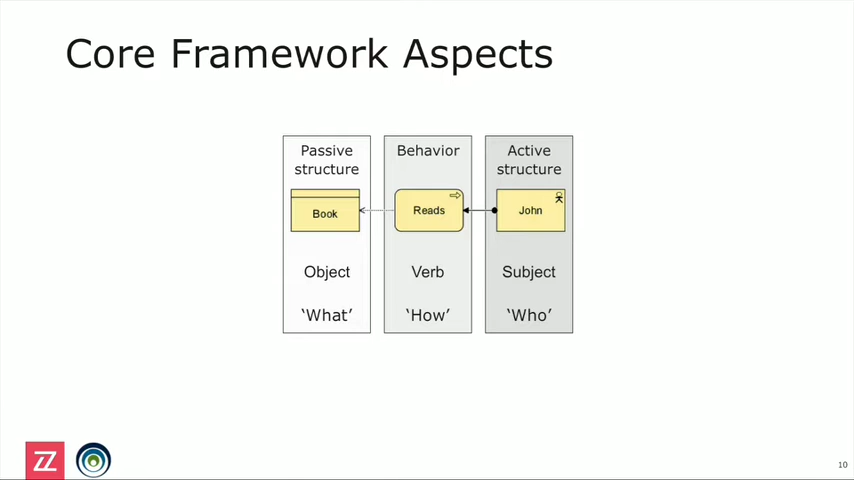 Core Framework Aspects
Passive
structure
Book
Object
‘What’
Behavior
Reads
Verb
‘How’
Active
structure
John
Subject
‘Who’
ZZ
10